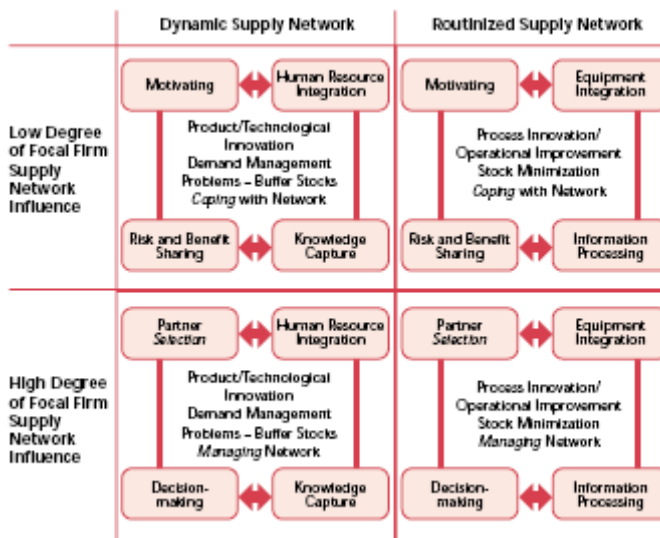 Dynamic Supply Network
Routinized Supply Network
Low Degree
of Focal Firm
Supply
Network
Influence
Motivating
Human Resource
Integration
Product/Technological
Innovation
Demand Management
Problems – Buffer Stocks
Coping with Network
Risk and Benefit
Sharing
Knowledge
Capture
Motivating
Equipment
Integration
Process Innovation/
Operational Improvement
Stock Minimization
Coping with Network
Risk and Benefit
Sharing
Information
Processing
High Degree
of Focal Firm
Supply
Network
Influence
Partner
Selection
Human Resource
Integration
Product/Technological
Innovation
Demand Management
Problems – Buffer Stocks
Managing Network
Decision-
making
Knowledge
Capture
Partner
Selection
Equipment
Integration
Process Innovation/
Operational Improvement
Stock Minimization
Managing Network
Decision-
making
Information
Processing